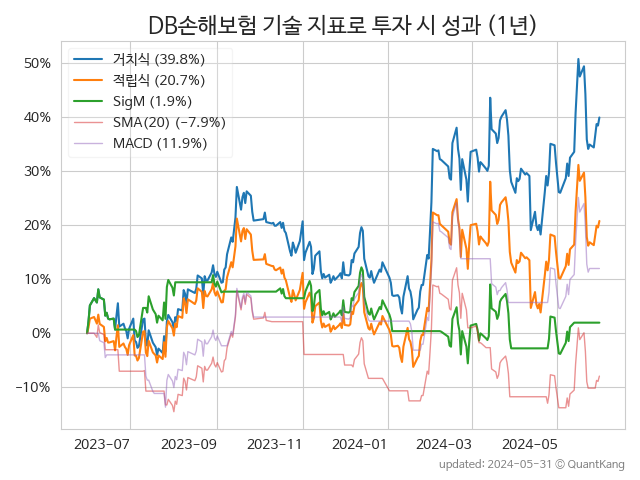 DB손해보험 기술 지표로 투자 시 성과 (1년)
거치식 (39.8%)
적립식 (20.7%)
SigM (1.9%)
SMA(20) (-7.9%)
MACD (11.9%)
50%
40%
30%
20%
10%
0%
-10%
2023-07
2023-09
2023-11
2024-01
2024-03
2024-05
updated: 2024-05-31 © QuantKang